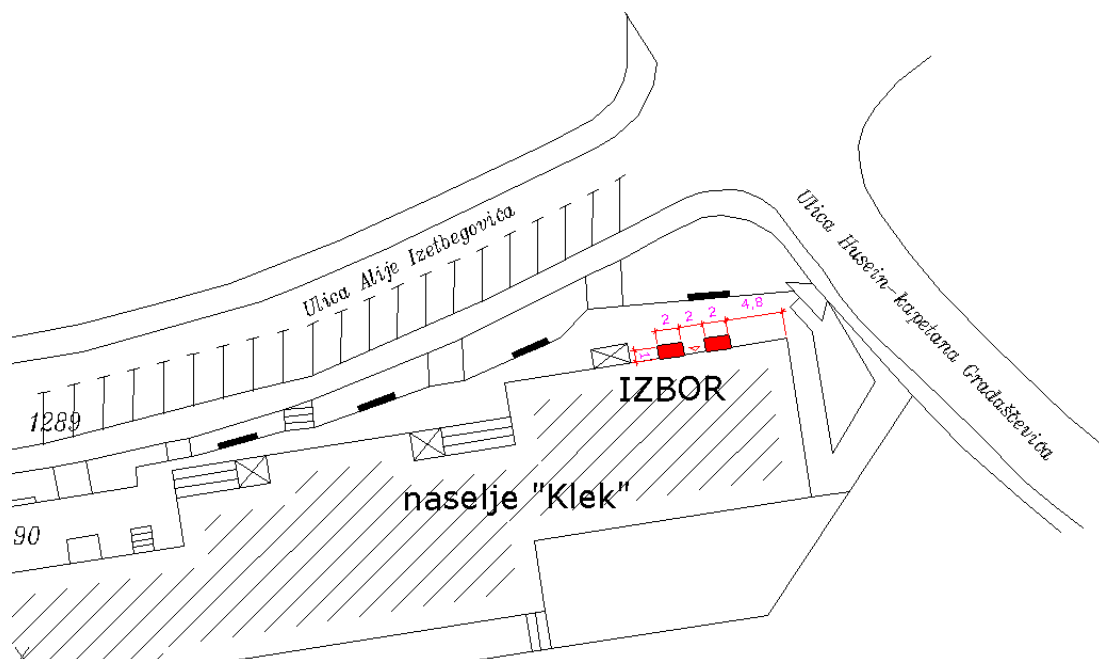 Ulica Alije Izetbegovića
Ulica Husein-kapetana Gradaščevića
2
2
2
4,8
1
IZBOR
1289
naselje "Klek"
90